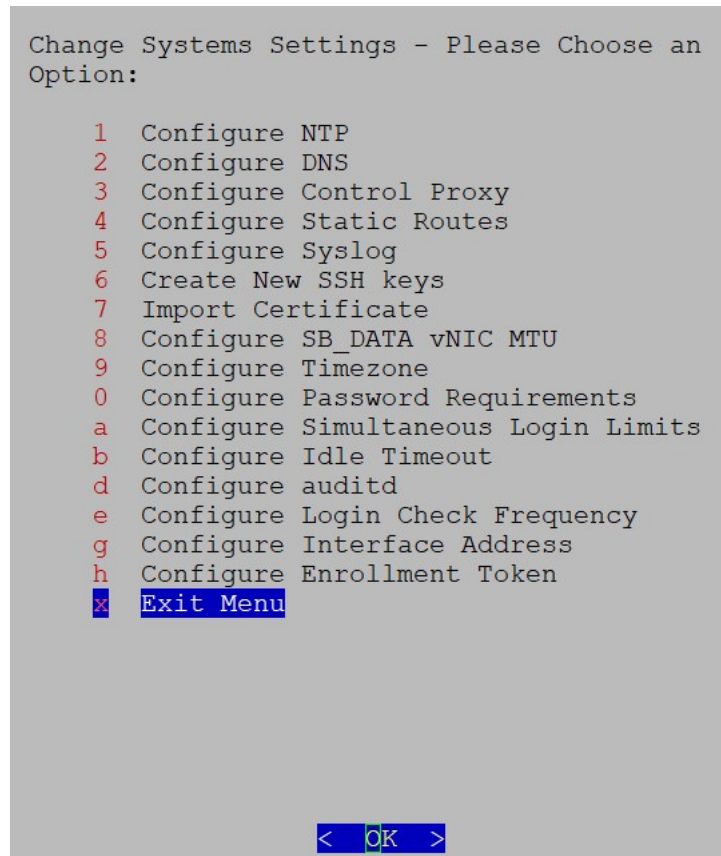 Change Systems Settings - Please Choose an
Option:
1 Configure NTP
2 Configure DNS
3 Configure Control Proxy
4 Configure Static Routes
5 Configure Syslog
6 Create New SSH keys
7 Import Certificate
8 Configure SB_DATA vNIC MTU
9 Configure Timezone
0 Configure Password Requirements
a Configure Simultaneous Login Limits
b Configure Idle Timeout
d Configure auditd
e Configure Login Check Frequency
g Configure Interface Address
h Configure Enrollment Token
x Exit Menu
< OK >